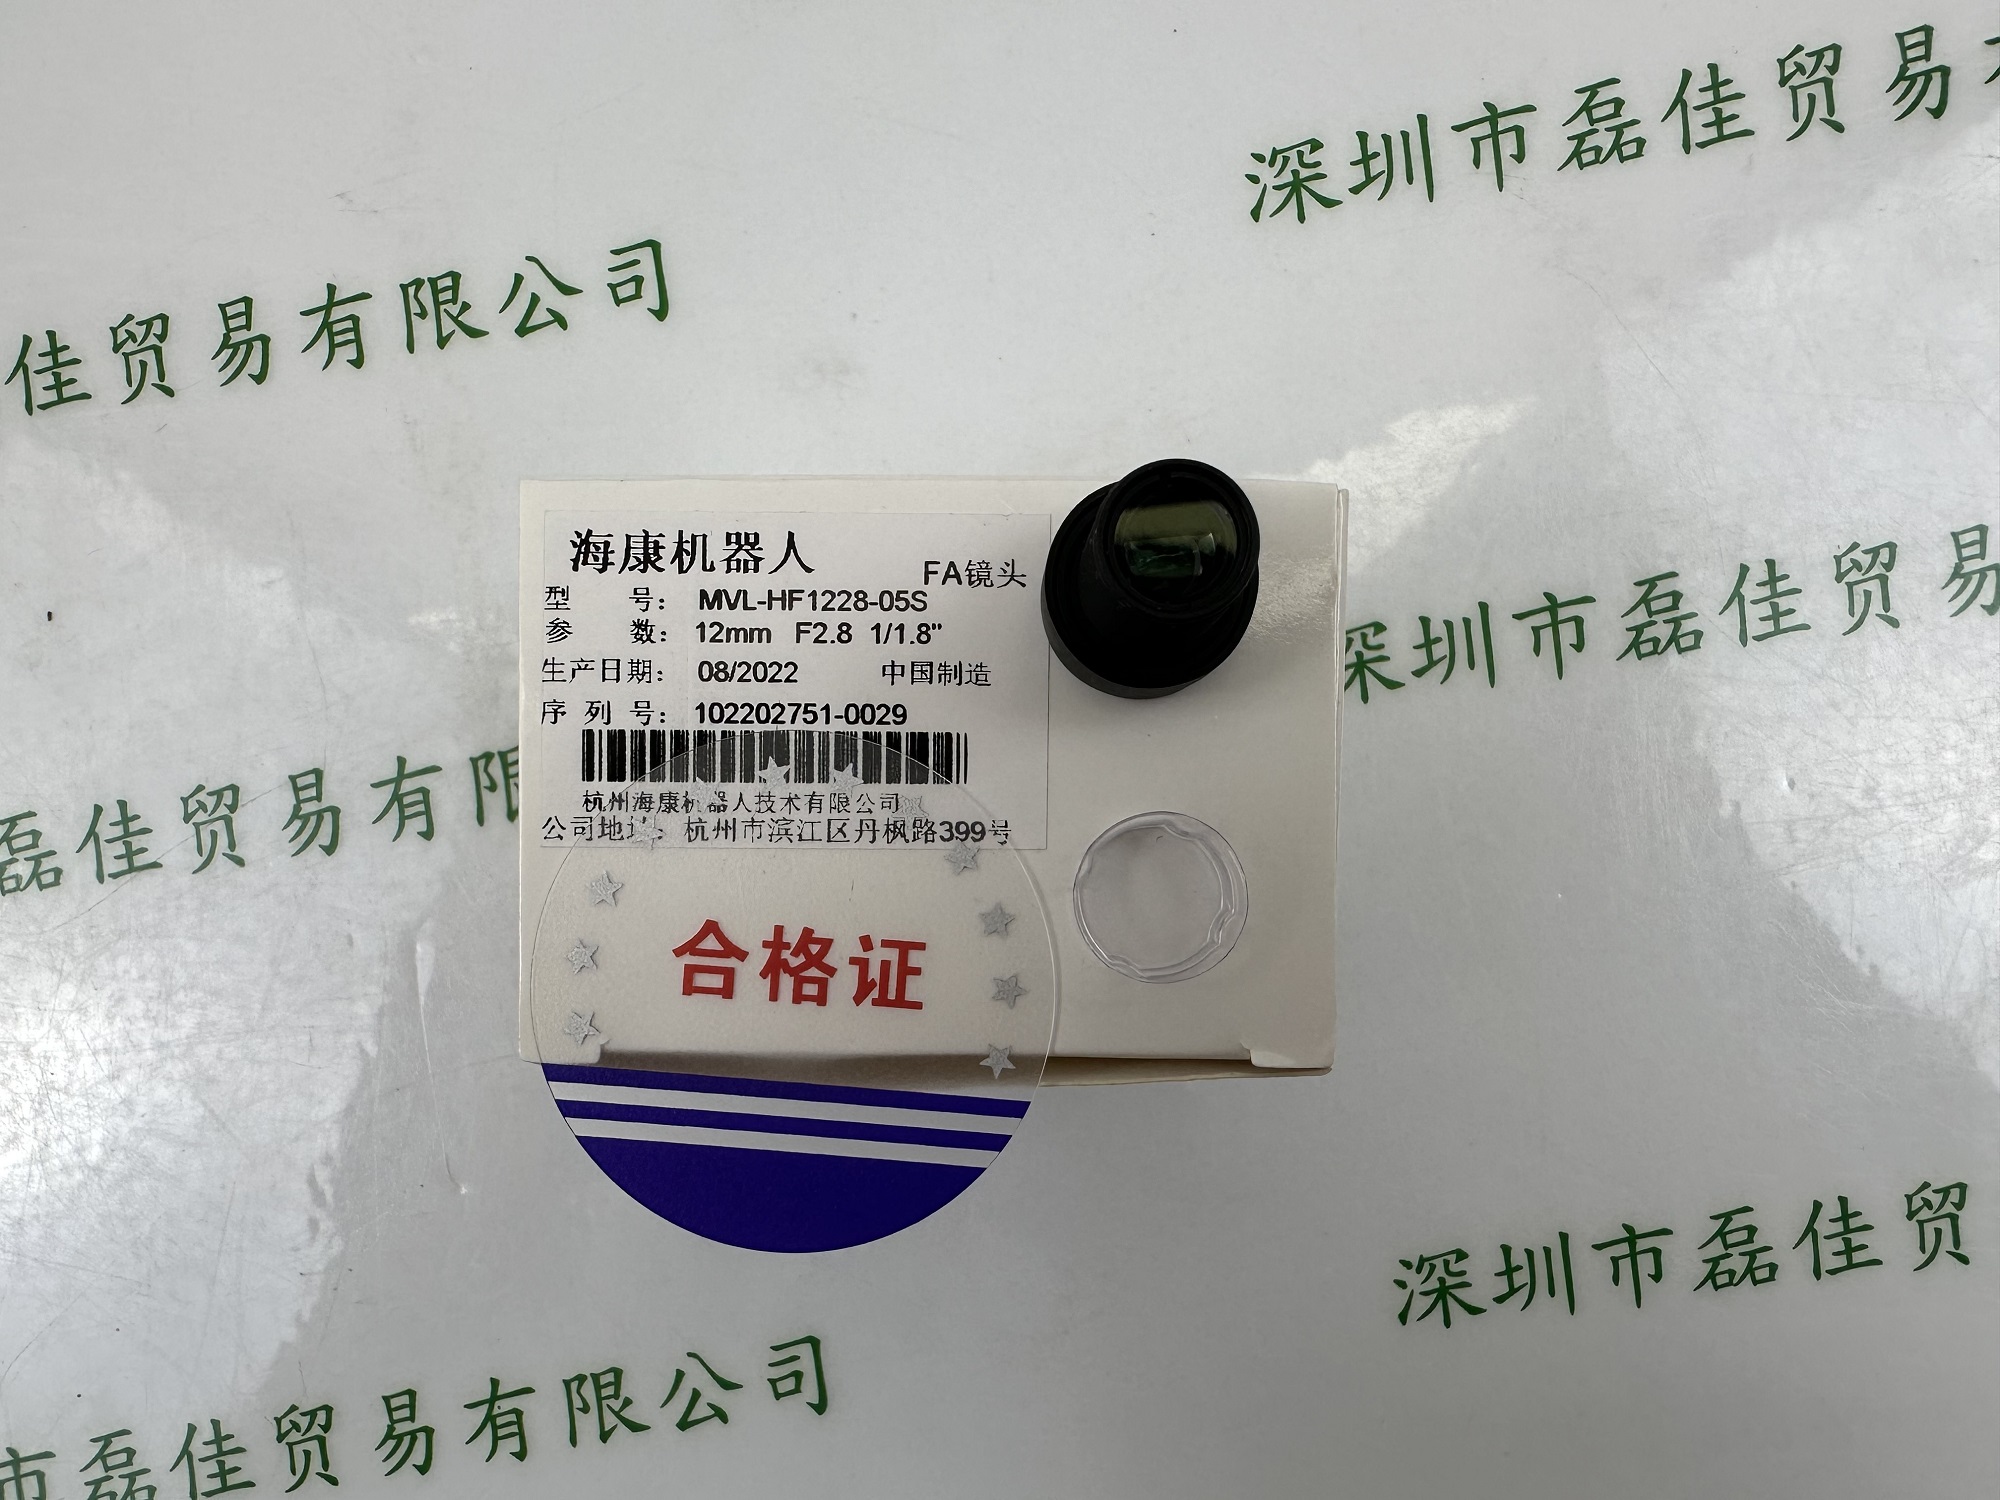 深圳市磊佳贸易
佳贸易有限公司
海康机器人
FA镜头
型 号： MVL-HF1228-05S
参 数： 12mm F2.8 1/1.8"
生产日期： 08/2022 中国制造
序 列 号： 102202751-0029
杭州海康机器人技术有限公司
公司地址： 杭州市滨江区丹枫路399号
合格证
深圳市磊佳贸易
磊佳贸易有限
深圳市磊佳贸
市磊佳贸易有限公司